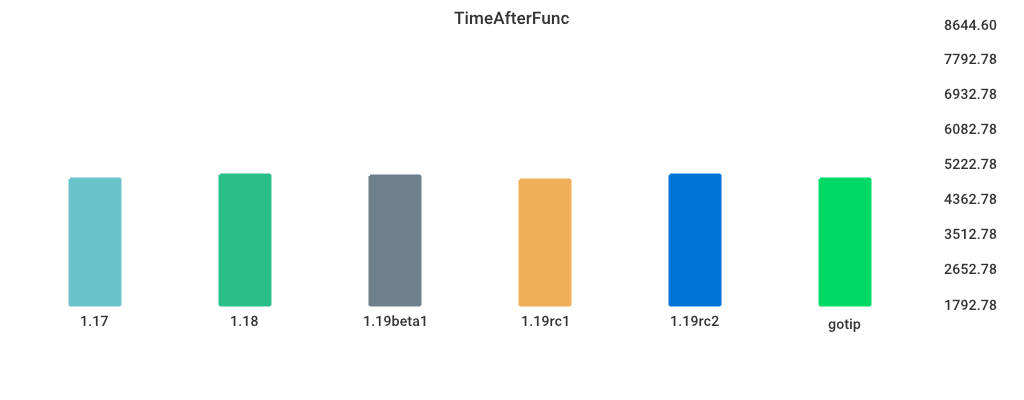 TimeAfterFunc
8644.60
7792.78
6932.78
6082.78
5222.78
4362.78
3512.78
2652.78
1792.78
1.17
1.18
1.19beta1
1.19rc1
1.19rc2
gotip